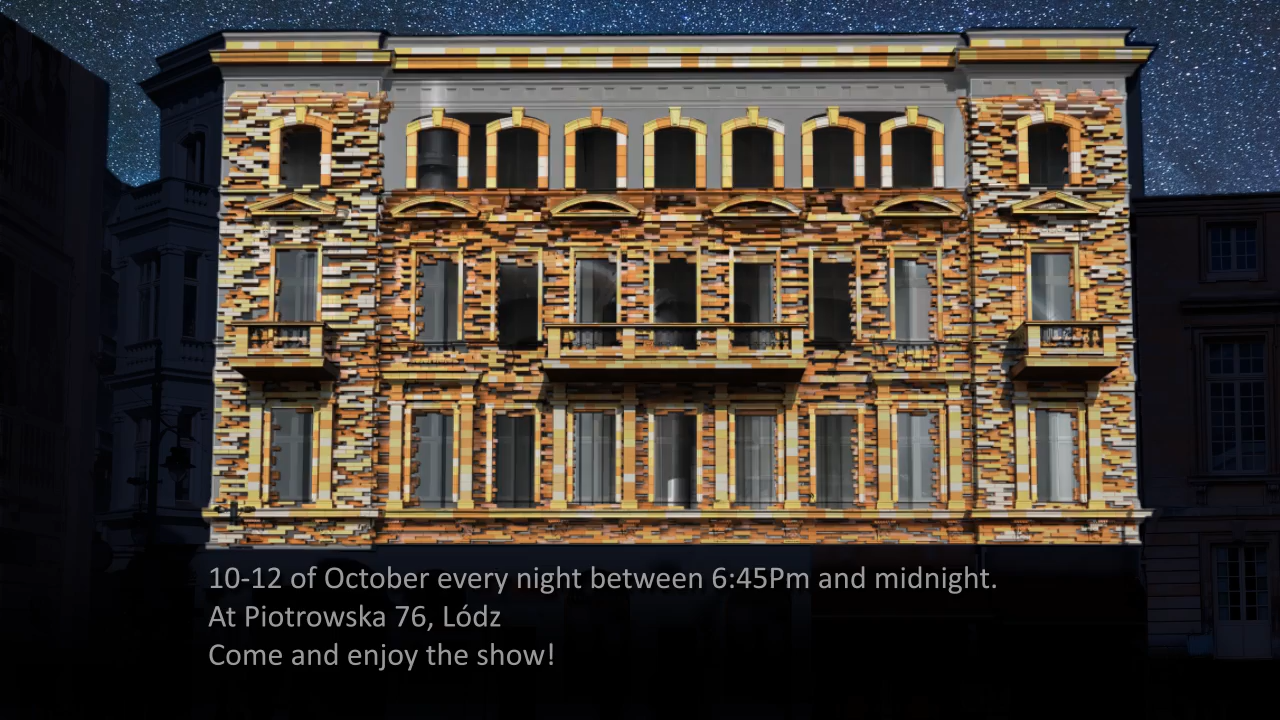 10-12 of October every night between 6:45Pm and midnight.
At Piotrowska 76, Lódz
Come and enjoy the show!